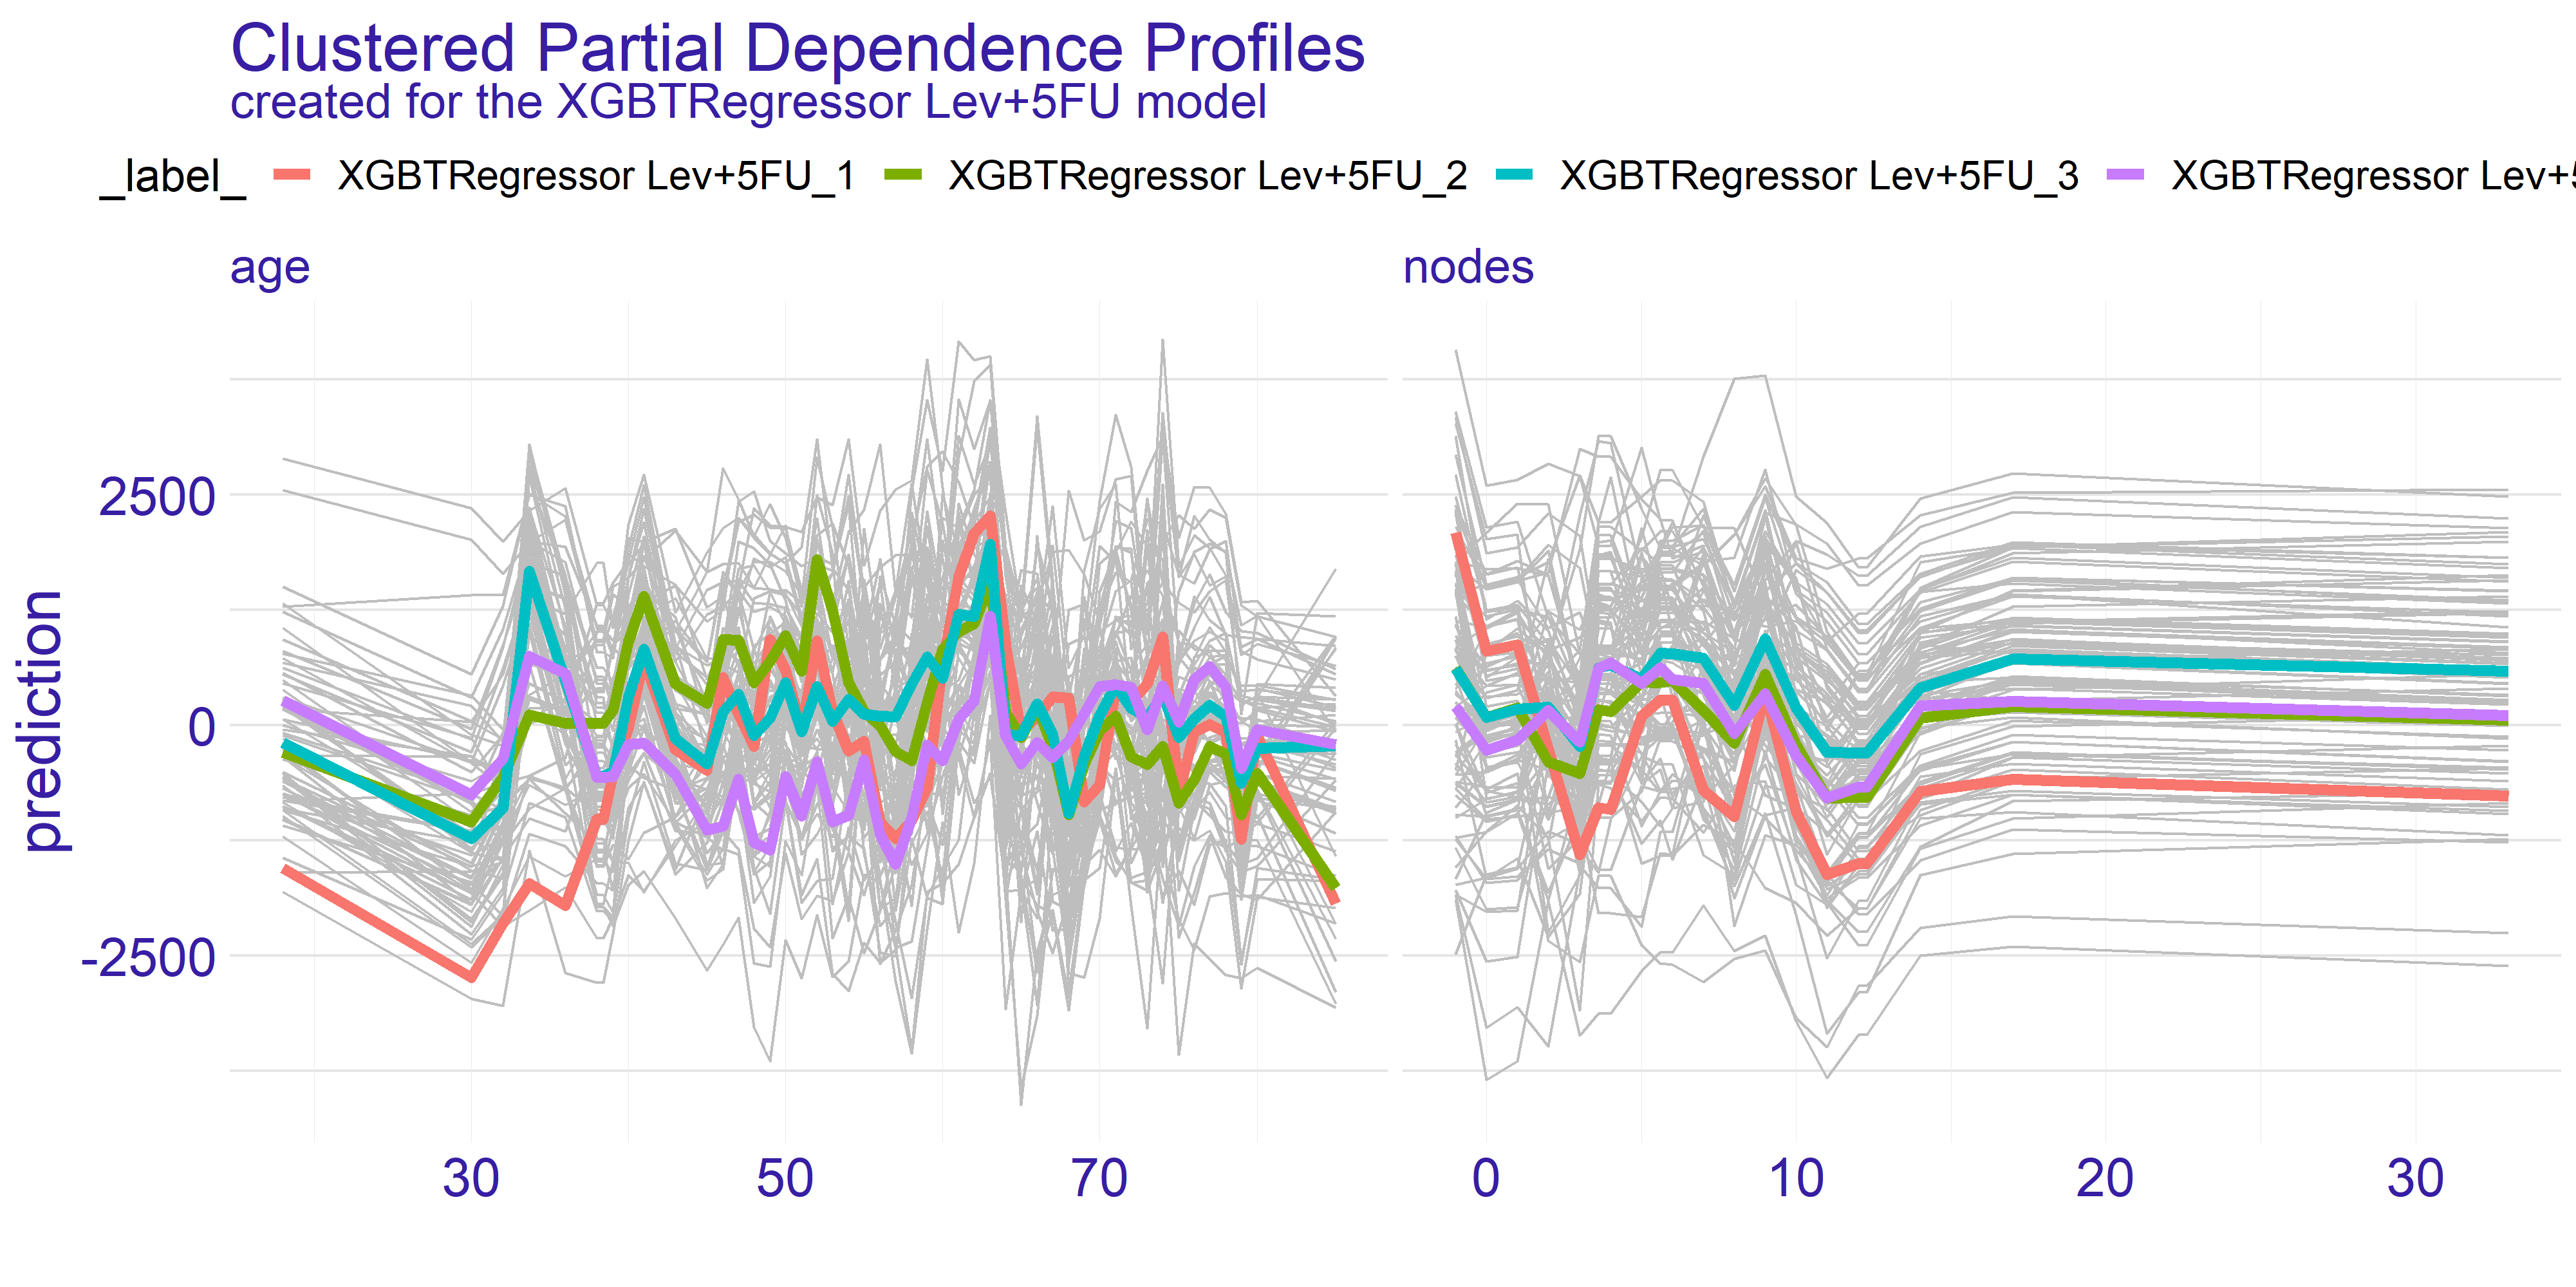 Clustered Partial Dependence Profiles
created for the XGBTRegressor Lev+5FU model
_label_ XGBTRegressor Lev+5FU_1 XGBTRegressor Lev+5FU_2 XGBTRegressor Lev+5FU_3 XGBTRegressor Lev+
age nodes
prediction
2500
0
-2500
30 50 70 0 10 20 30